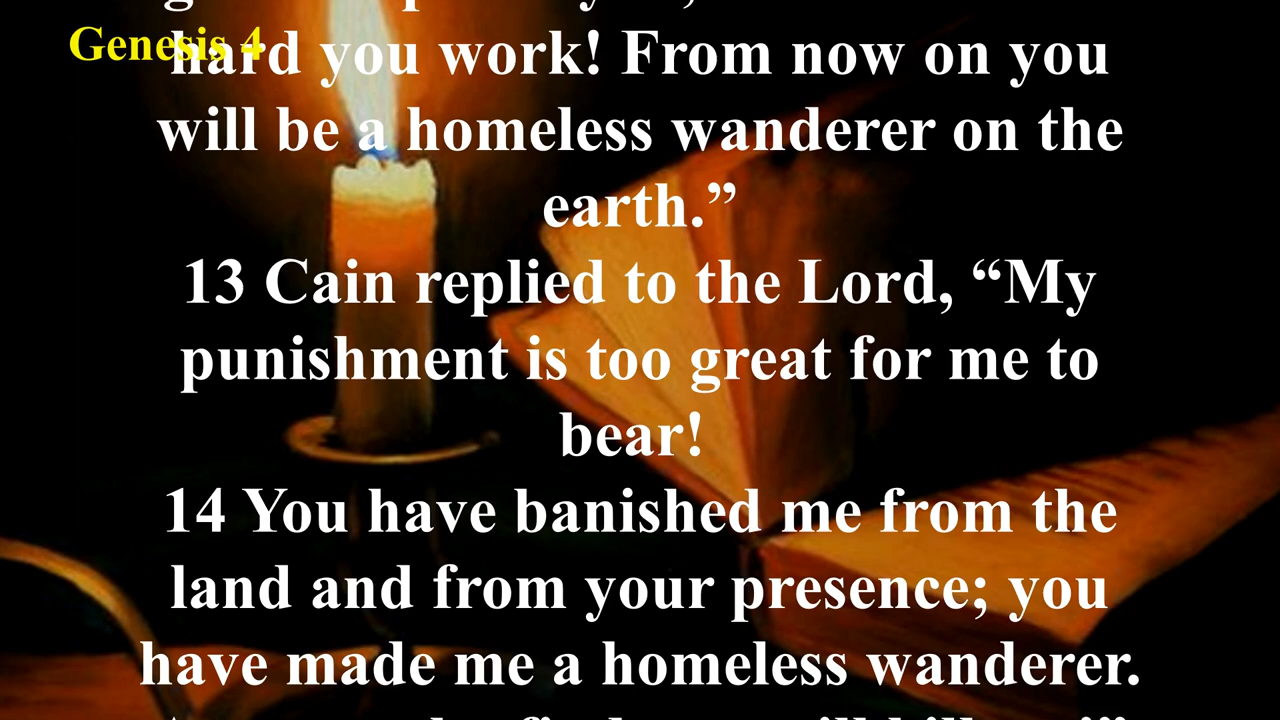 Genesis 4
hard you work! From now on you
will be a homeless wanderer on the
earth.”
13 Cain replied to the Lord, “My
punishment is too great for me to
bear!
14 You have banished me from the
land and from your presence; you
have made me a homeless wanderer.